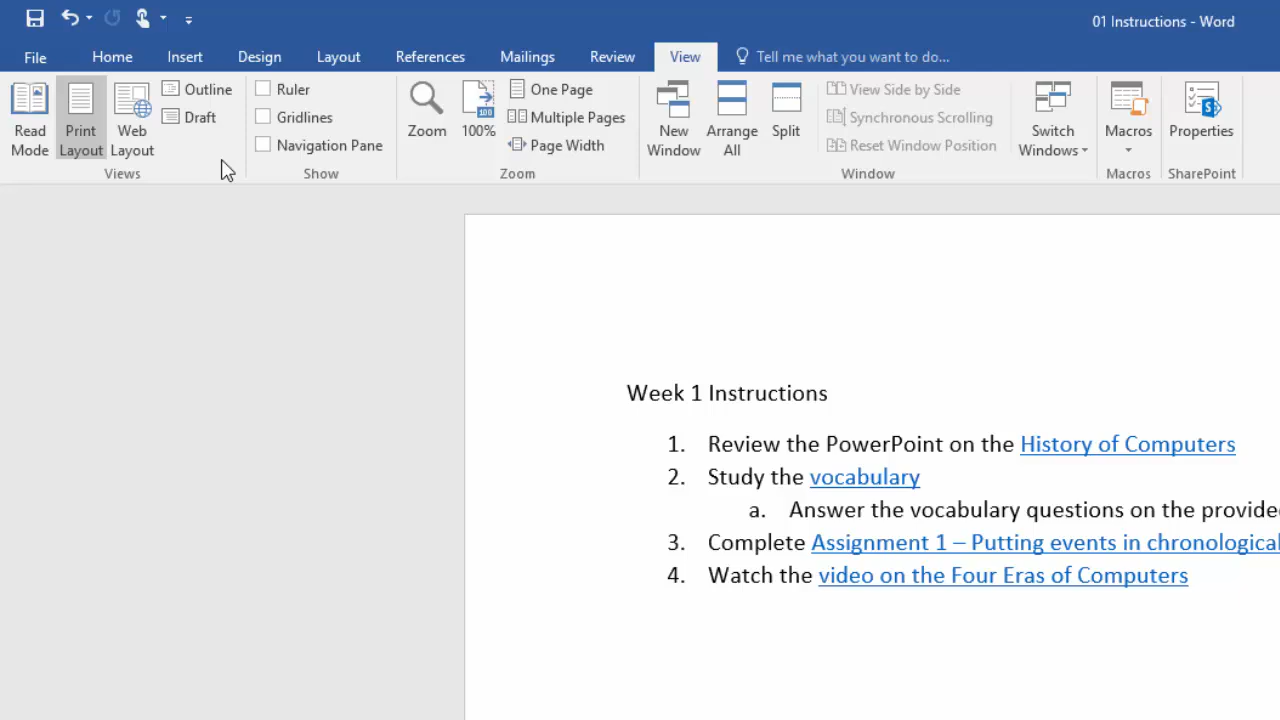 01 Instructions - Word
File Home Insert Design Layout References Mailings Review View Tell me what you want to do...
Read Mode
Print Layout
Web Layout
Outline
Draft
Views
Ruler
Gridlines
Navigation Pane
Show
Zoom
100
100%
One Page
Multiple Pages
Page Width
Zoom
New Window
Arrange All
Split
View Side by Side
Synchronous Scrolling
Reset Window Position
Switch Windows
Window
Macros
Macros
Properties
SharePoint
Week 1 Instructions
1. Review the PowerPoint on the History of Computers
2. Study the vocabulary
a. Answer the vocabulary questions on the provide
3. Complete Assignment 1 – Putting events in chronological
4. Watch the video on the Four Eras of Computers